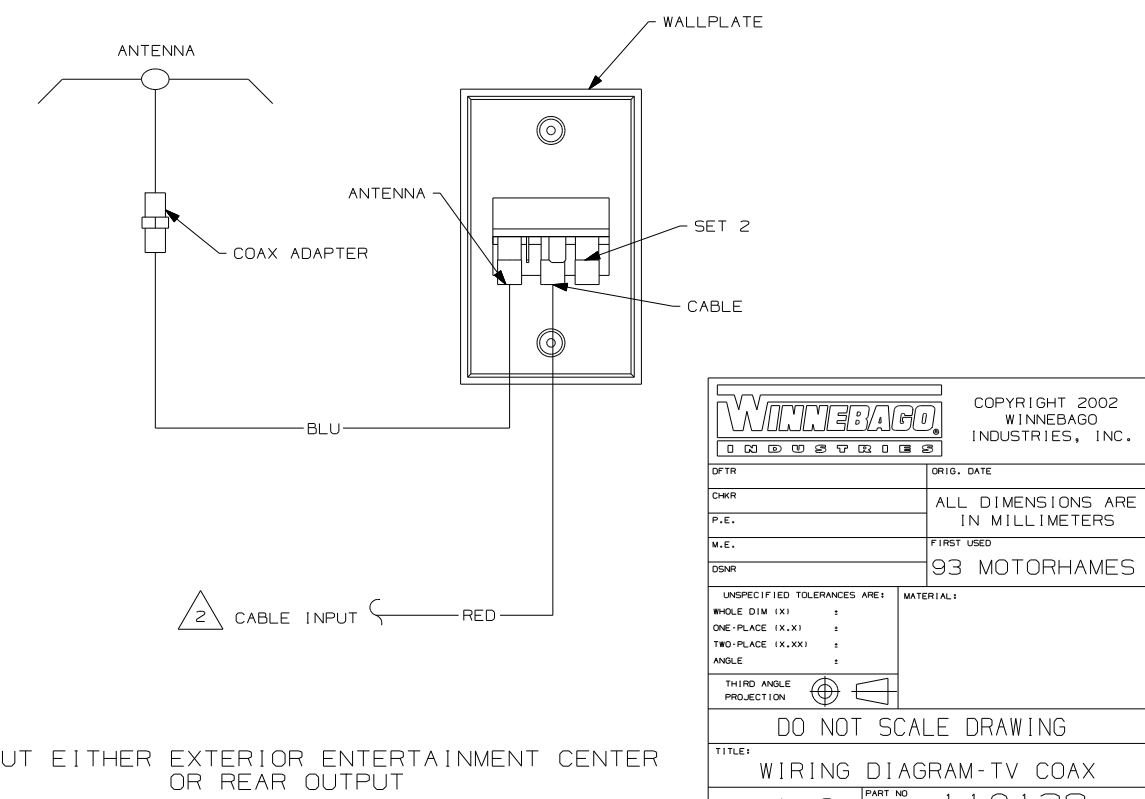 WALLPLATE
ANTENNA
ANTENNA
SET 2
COAX ADAPTER
CABLE
BLU
2 CABLE INPUT
RED
UT EITHER EXTERIOR ENTERTAINMENT CENTER
OR REAR OUTPUT
WINNEBAGO®
INDUSTRIES
COPYRIGHT 2002
WINNEBAGO
INDUSTRIES, INC.
DFTR
ORIG. DATE
CHKR
ALL DIMENSIONS ARE
IN MILLIMETERS
P.E.
M.E.
FIRST USED
93 MOTORHAMES
DSNR
UNSPECIFIED TOLERANCES ARE:
WHOLE DIM (X) ±
ONE-PLACE (X.X) ±
TWO-PLACE (X.XX) ±
ANGLE ±
MATERIAL:
THIRD ANGLE
PROJECTION
DO NOT SCALE DRAWING
TITLE:
WIRING DIAGRAM-TV COAX
PART NO